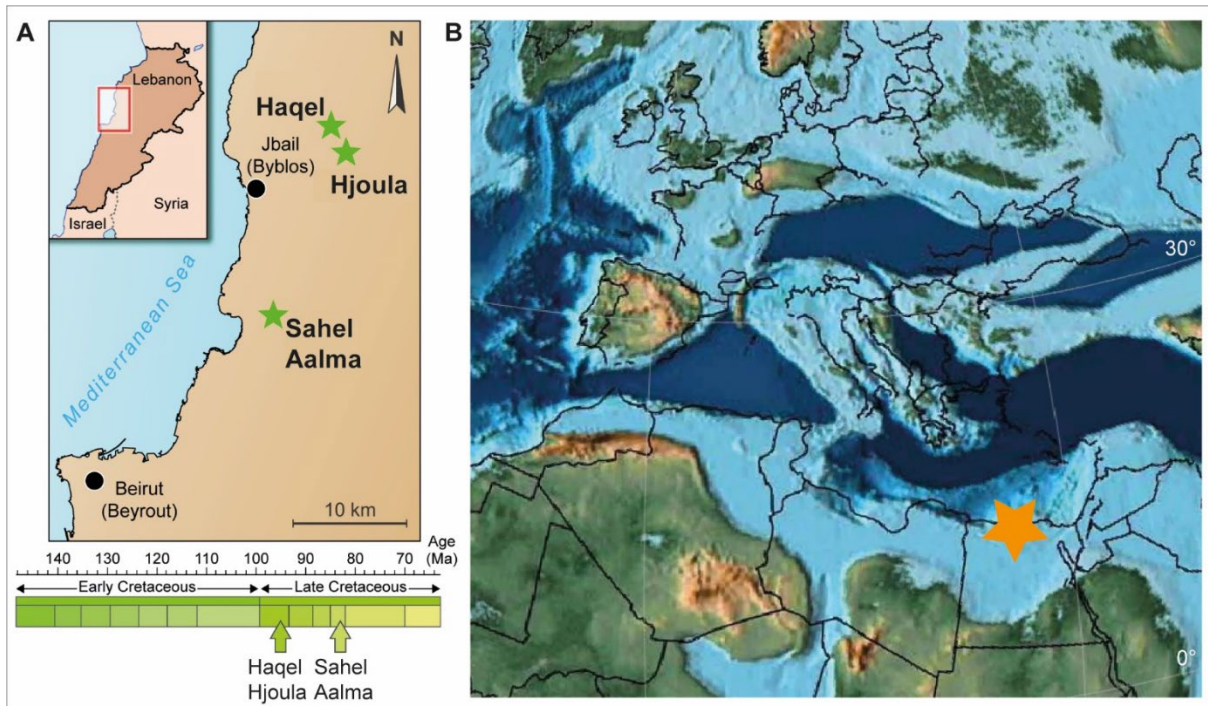 A
Lebanon
Israel
Syria
N
Haqel
Jbail
(Byblos)
Hjoula
Mediterranean Sea
Sahel
Aalma
Beirut
(Beyrout)
10 km
Age
(Ma)
140 130 120 110 100 90 80 70
Early Cretaceous
Late Cretaceous
Haqel
Hjoula
Sahel
Aalma
B
30°
0°